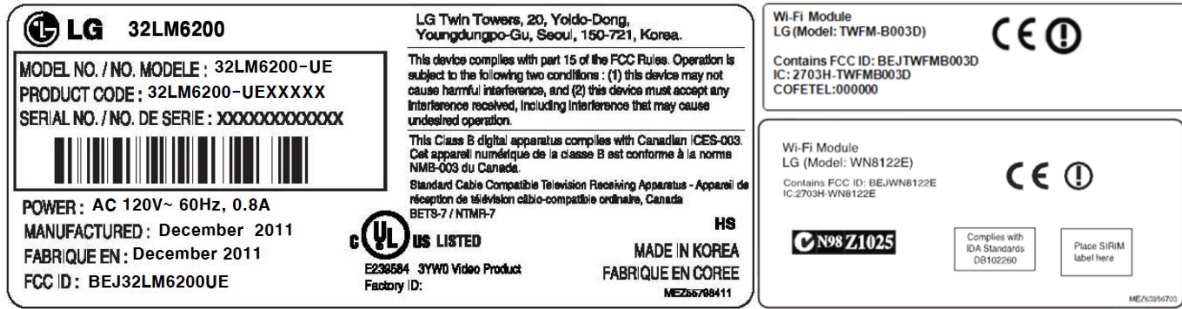 LG 32LM6200
MODEL NO. / NO. MODELE : 32LM6200-UE
PRODUCT CODE : 32LM6200-UEXXXXX
SERIAL NO. / NO. DE SERIE : XXXXXXXXXXXXX
POWER : AC 120V~ 60Hz, 0.8A
MANUFACTURED : December 2011
FABRIQUE EN : December 2011
FCC ID : BEJ32LM6200UE
LG Twin Towers, 20, Yoido-Dong,
Youngdungpo-Gu, Seoul, 150-721, Korea.
This device complies with part 15 of the FCC Rules. Operation is
subject to the following two conditions : (1) this device may not
cause harmful interference, and (2) this device must accept any
interference received, including interference that may cause
undesired operation.
This Class B digital apparatus complies with Canadian ICES-003.
Cet appareil numérique de la classe B est conforme à la norma
NMB-003 du Canada.
Standard Cable Compatible Television Receiving Apparatus - Appareil de
réception de télévision câblo-compatible ordinaire, Canada
BETS-7 / NTMR-7
HS
C UL US LISTED
E239584 3YW0 Video Product
Factory ID:
MADE IN KOREA
FABRIQUE EN COREE
MEZ55798411
Wi-Fi Module
LG (Model: TWFM-B003D)
Contains FCC ID: BEJTWFMB003D
IC: 2703H-TWFMB003D
COFETEL:000000
CE
Wi-Fi Module
LG (Model: WN8122E)
Contains FCC ID: BEJWN8122E
IC:2703H-WN8122E
CE
N98 Z1025
Complies with
IDA Standards
DB102260
Place SIRIM
label here
MEZ63956703